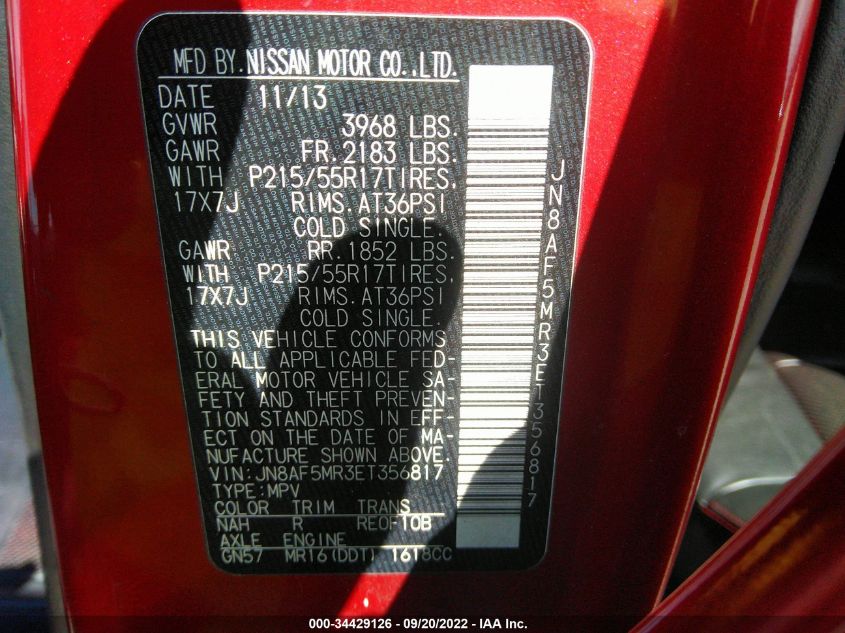 MFD BY. NISSAN MOTOR CO.,LTD.
DATE 11/13
GVWR 3968 LBS.
GAWR FR. 2183 LBS.
WITH P215/55R17TIRES.
17X7J RIMS. AT36PSI
COLD SINGLE.
GAWR RR. 1852 LBS.
WITH P215/55R17TIRES.
17X7J RIMS. AT36PSI
COLD SINGLE.
THIS VEHICLE CONFORMS
TO ALL APPLICABLE FED-
ERAL MOTOR VEHICLE SA-
FETY AND THEFT PREVEN-
TION STANDARDS IN EFF-
ECT ON THE DATE OF MA-
NUFACTURE SHOWN ABOVE.
VIN:JN8AF5MR3ET356817
TYPE:MPV
COLOR TRIM TRANS
NAH R REOF10B
AXLE ENGINE
GN57 MR16(DDT) 1618CC
JN8AF5MR3ET356817
000-34429126 - 09/20/2022 - IAA Inc.